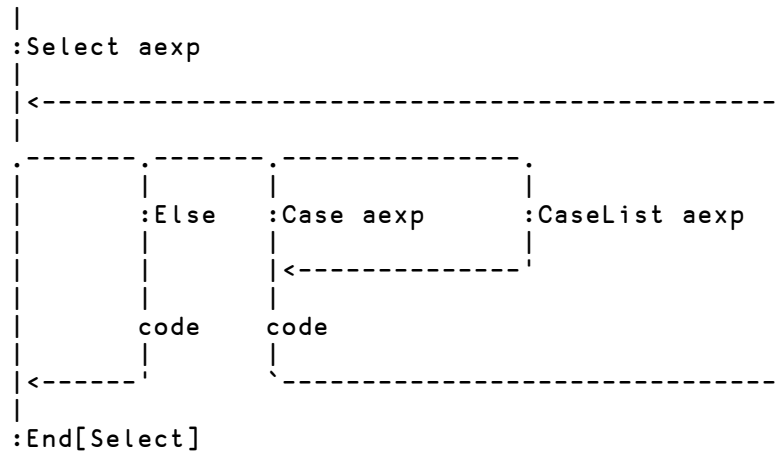 :Select aexp
:Else :Case aexp :CaseList aexp
code code
:End[Select]